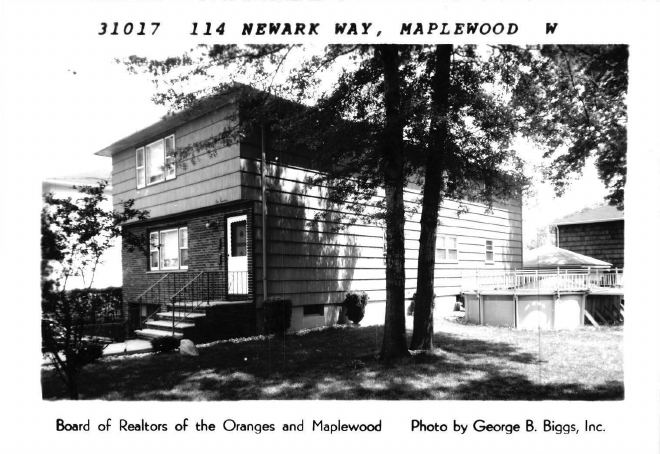 31017 114 NEWARK WAY, MAPLEWOOD W
Board of Realtors of the Oranges and Maplewood Photo by George B. Biggs, Inc.